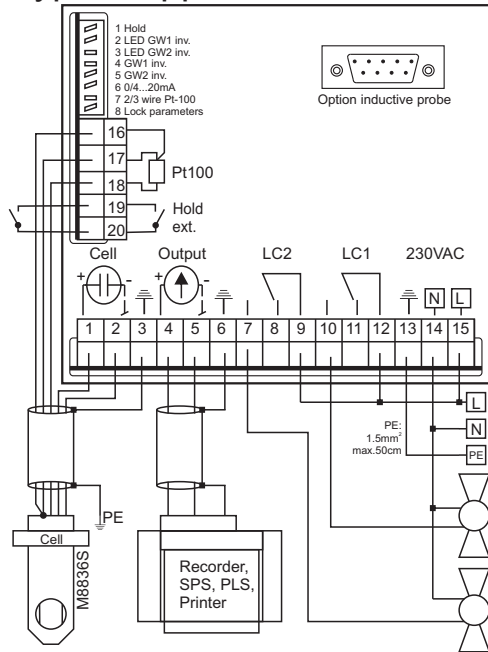 1 Hold
2 LED GW1 inv.
3 LED GW2 inv.
4 GW1 inv.
5 GW2 inv.
6 0/4...20mA
7 2/3 wire Pt-100
8 Lock parameters
Option inductive probe
16
17
18
19
20
Pt100
Hold
ext.
Cell
Output
LC2
LC1
230VAC
+ -
+ -
N L
1 2 3 4 5 6 7 8 9 10 11 12 13 14 15
L
N
PE
PE:
1.5mm²
max.50cm
PE
Cell
M8836S
Recorder,
SPS, PLS,
Printer